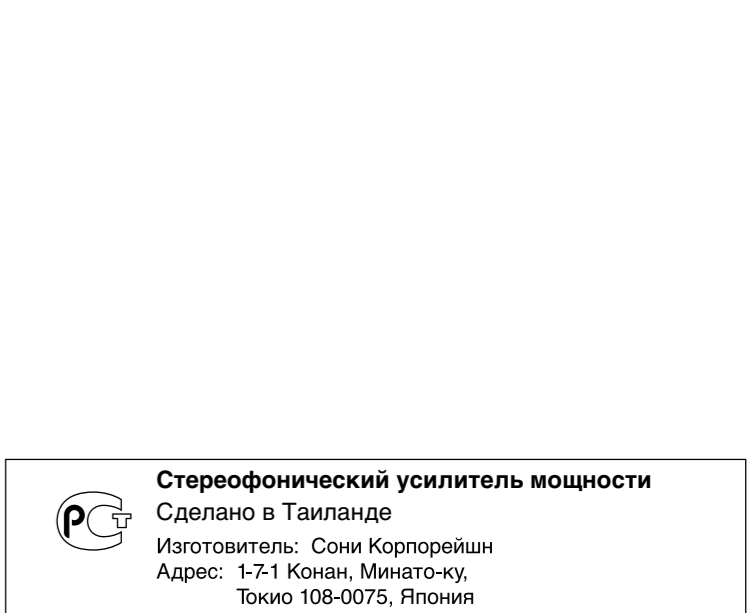 Стереофонический усилитель мощности
Сделано в Таиланде
Изготовитель: Сони Корпорейшн
Адрес: 1-7-1 Конан, Минато-ку,
Токио 108-0075, Япония
РСТ